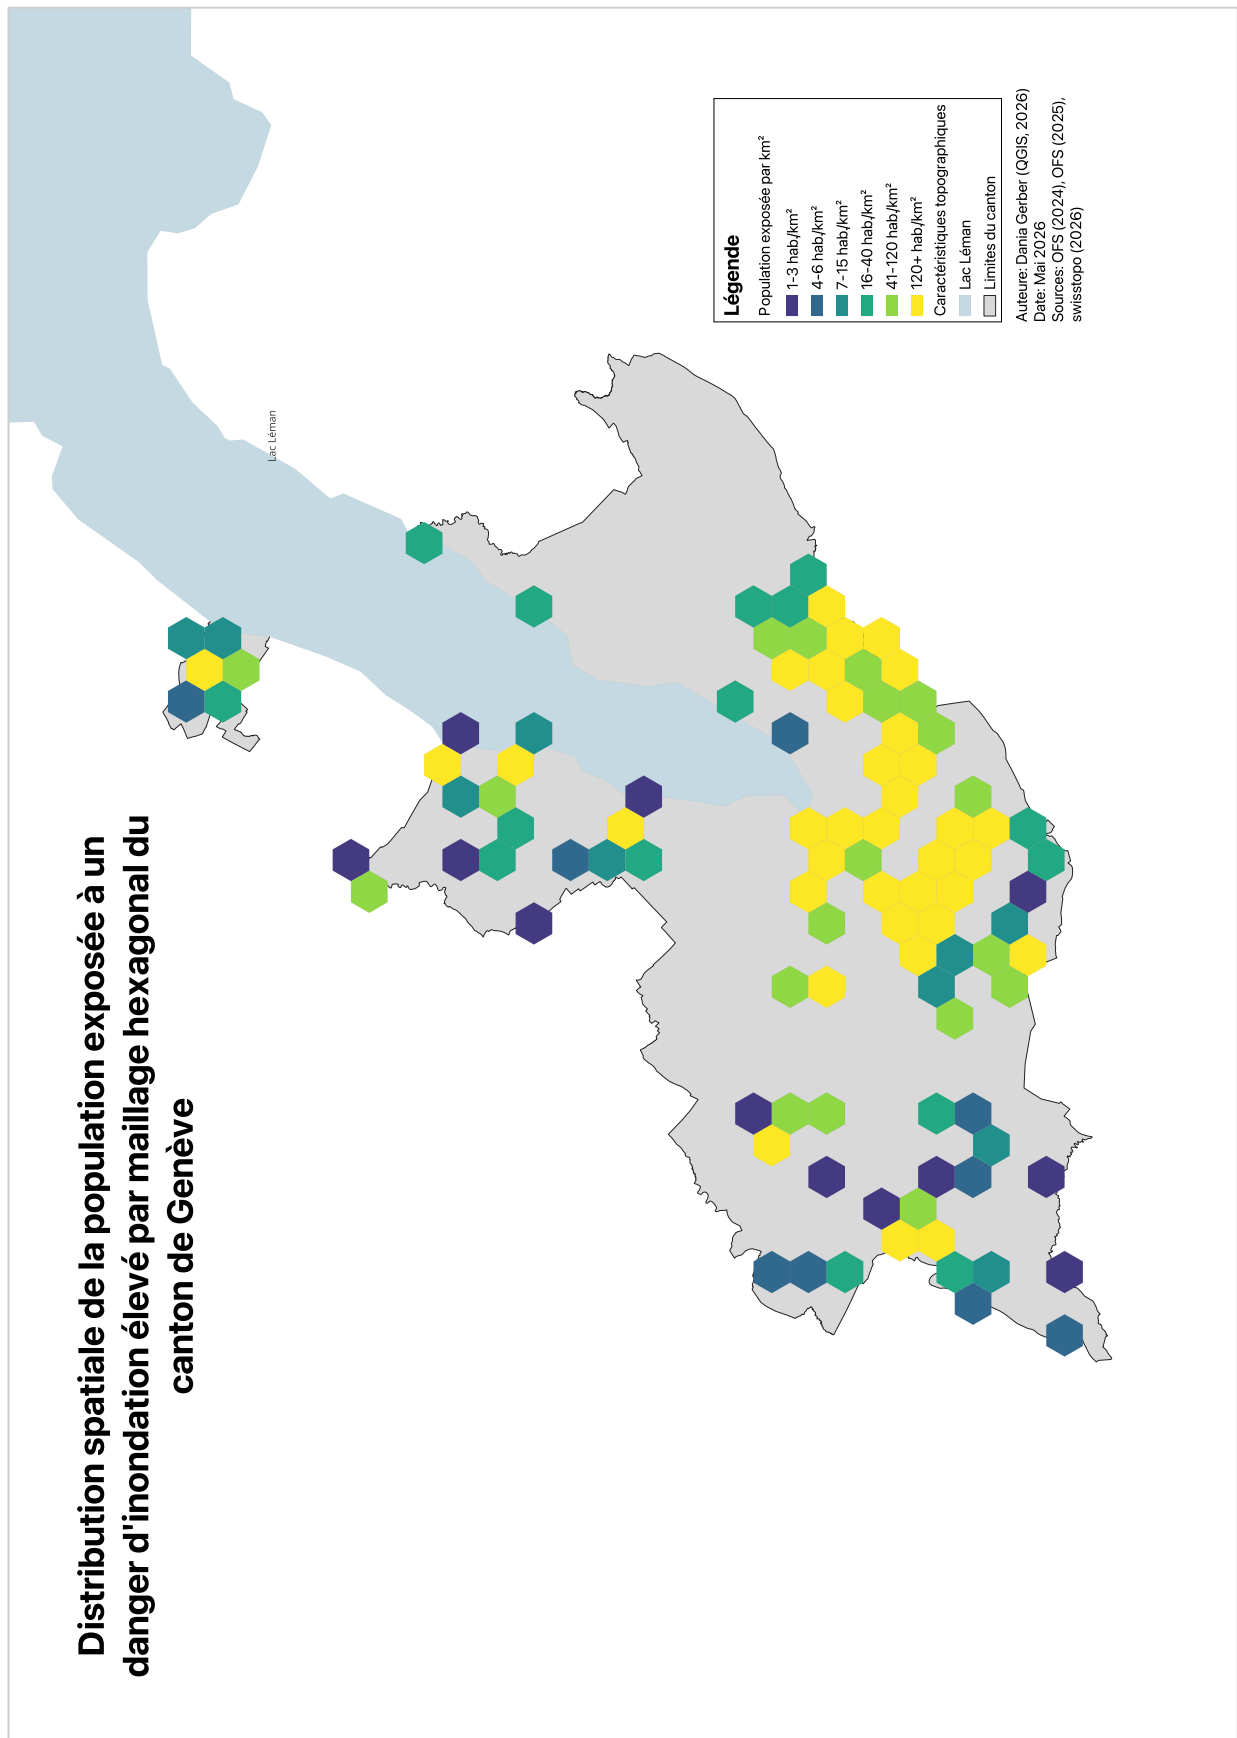 Distribution spatiale de la population exposée à un
danger d'inondation élevé par maillage hexagonal du
canton de Genève
Lac Léman
Légende
Population exposée par km²
1-3 hab/km²
4-6 hab/km²
7-15 hab/km²
16-40 hab/km²
41-120 hab/km²
120+ hab/km²
Caractéristiques topographiques
Lac Léman
Limites du canton
Auteure: Dania Gerber (QGIS, 2026)
Date: Mai 2026
Sources: OFS (2024), OFS (2025),
swisstopo (2026)